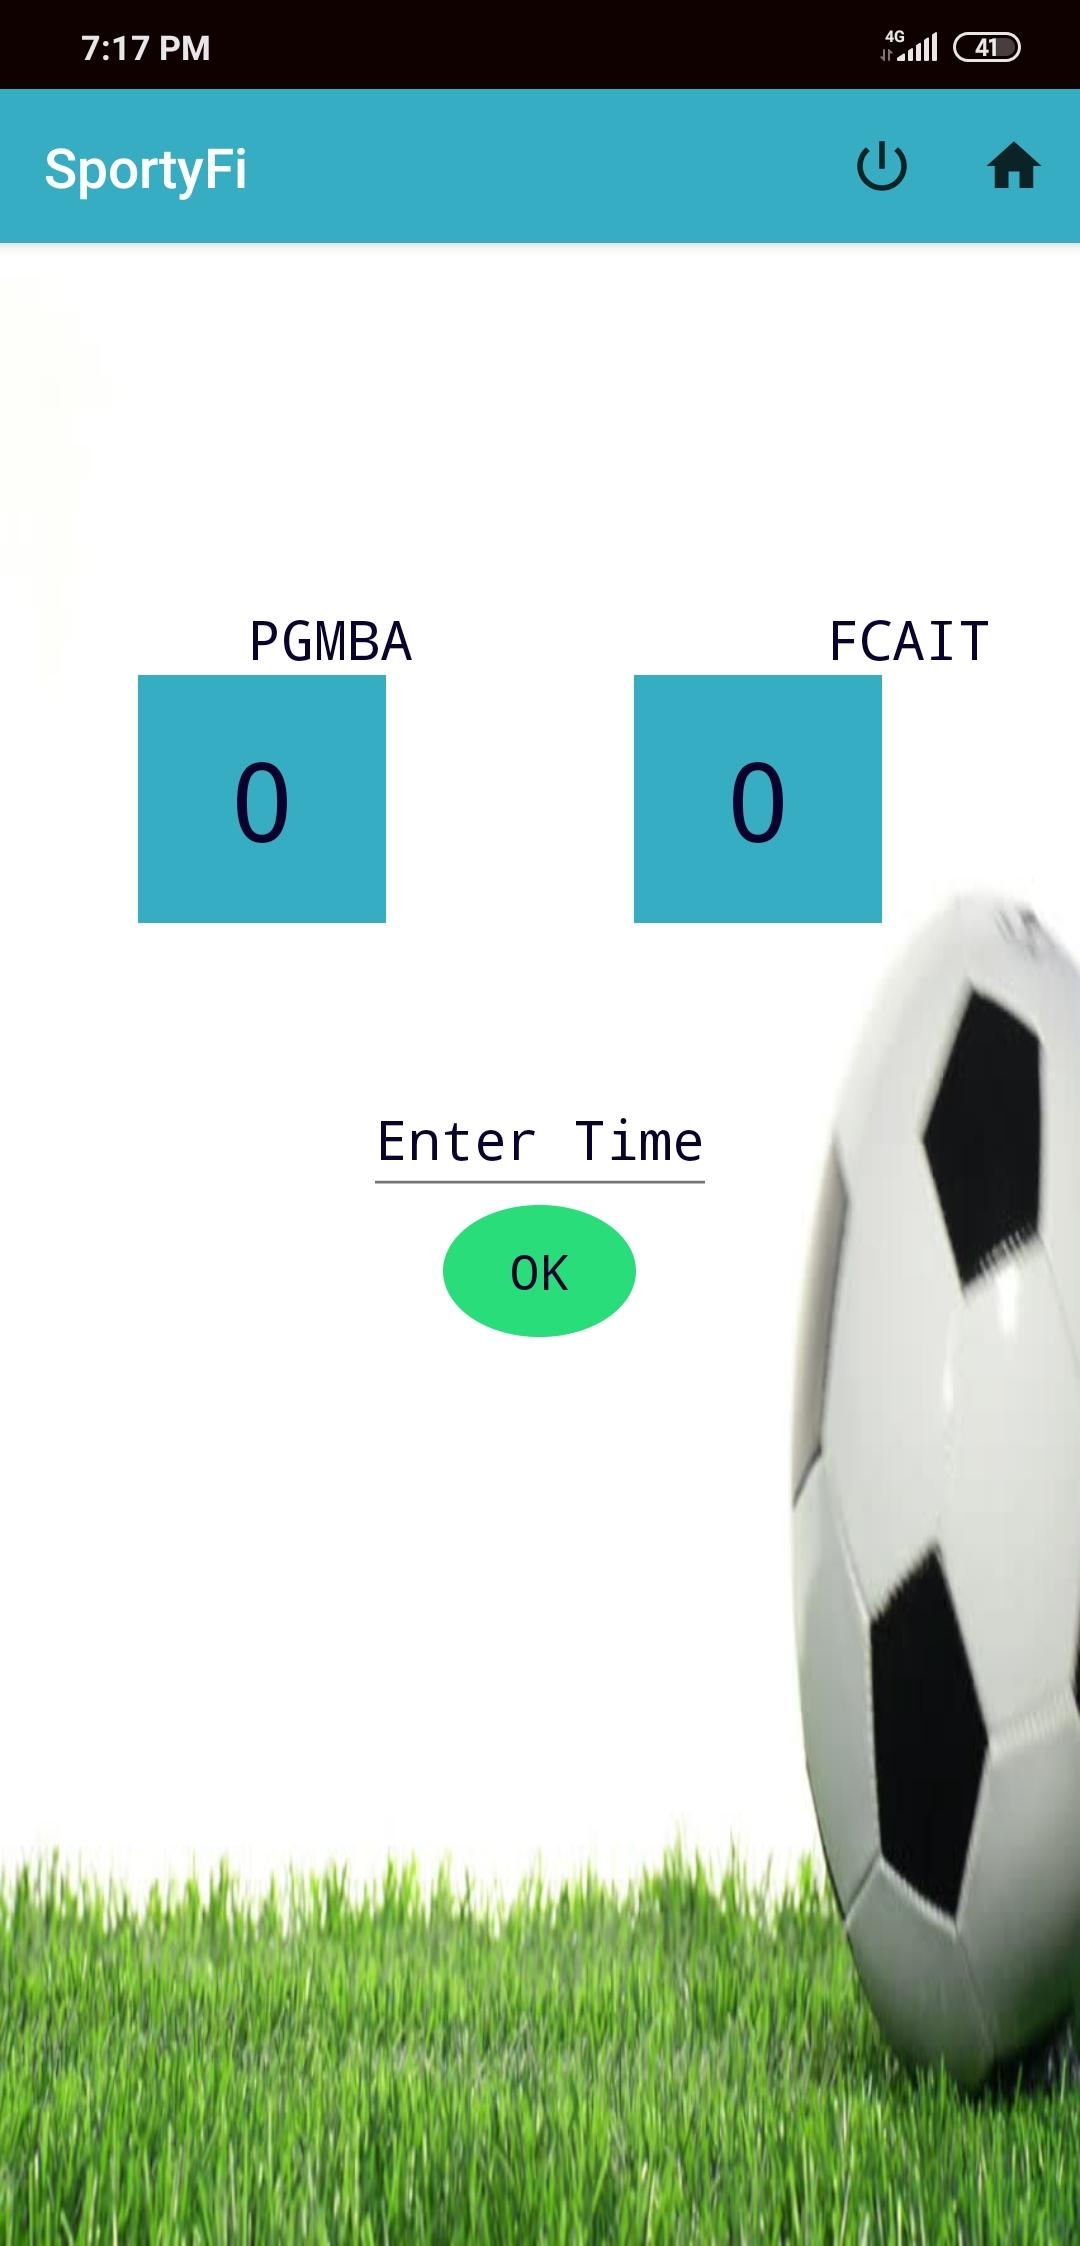 7:17 PM 4G 41
SportyFi
PGMBA FCAIT
0 0
Enter Time
OK